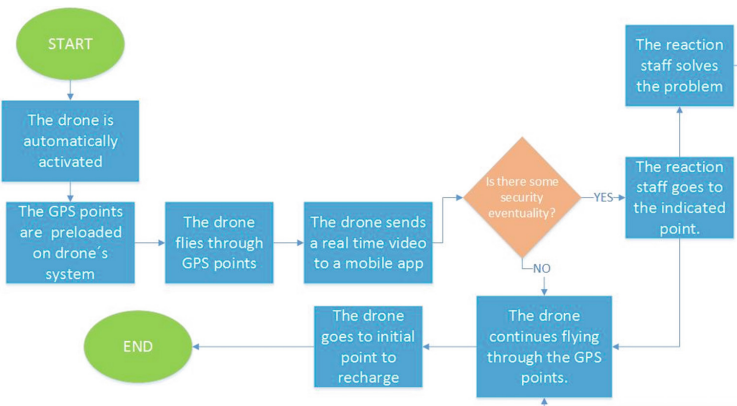 START
The drone is
automatically
activated
The GPS points
are preloaded
on drone´s
system
The drone
flies through
GPS points
The drone sends
a real time video
to a mobile app
Is there some
security
eventuality?
YES
The reaction
staff goes to
the indicated
point.
The reaction
staff solves
the problem
NO
The drone
continues flying
through the GPS
points.
The drone
goes to initial
point to
recharge
END